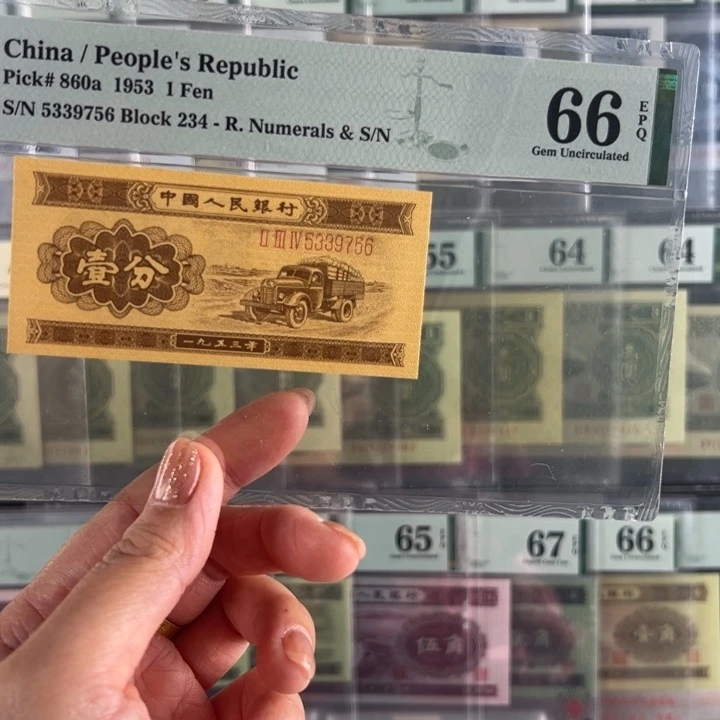 China / People's Republic
Pick# 860a 1953 1 Fen
S/N 5339756 Block 234 - R. Numerals & S/N
66
EPQ
Gem Uncirculated
中國人民銀行
II III IV 5339756
壹分
一九五三年
55
64
64
65
67
66
伍角
壹角